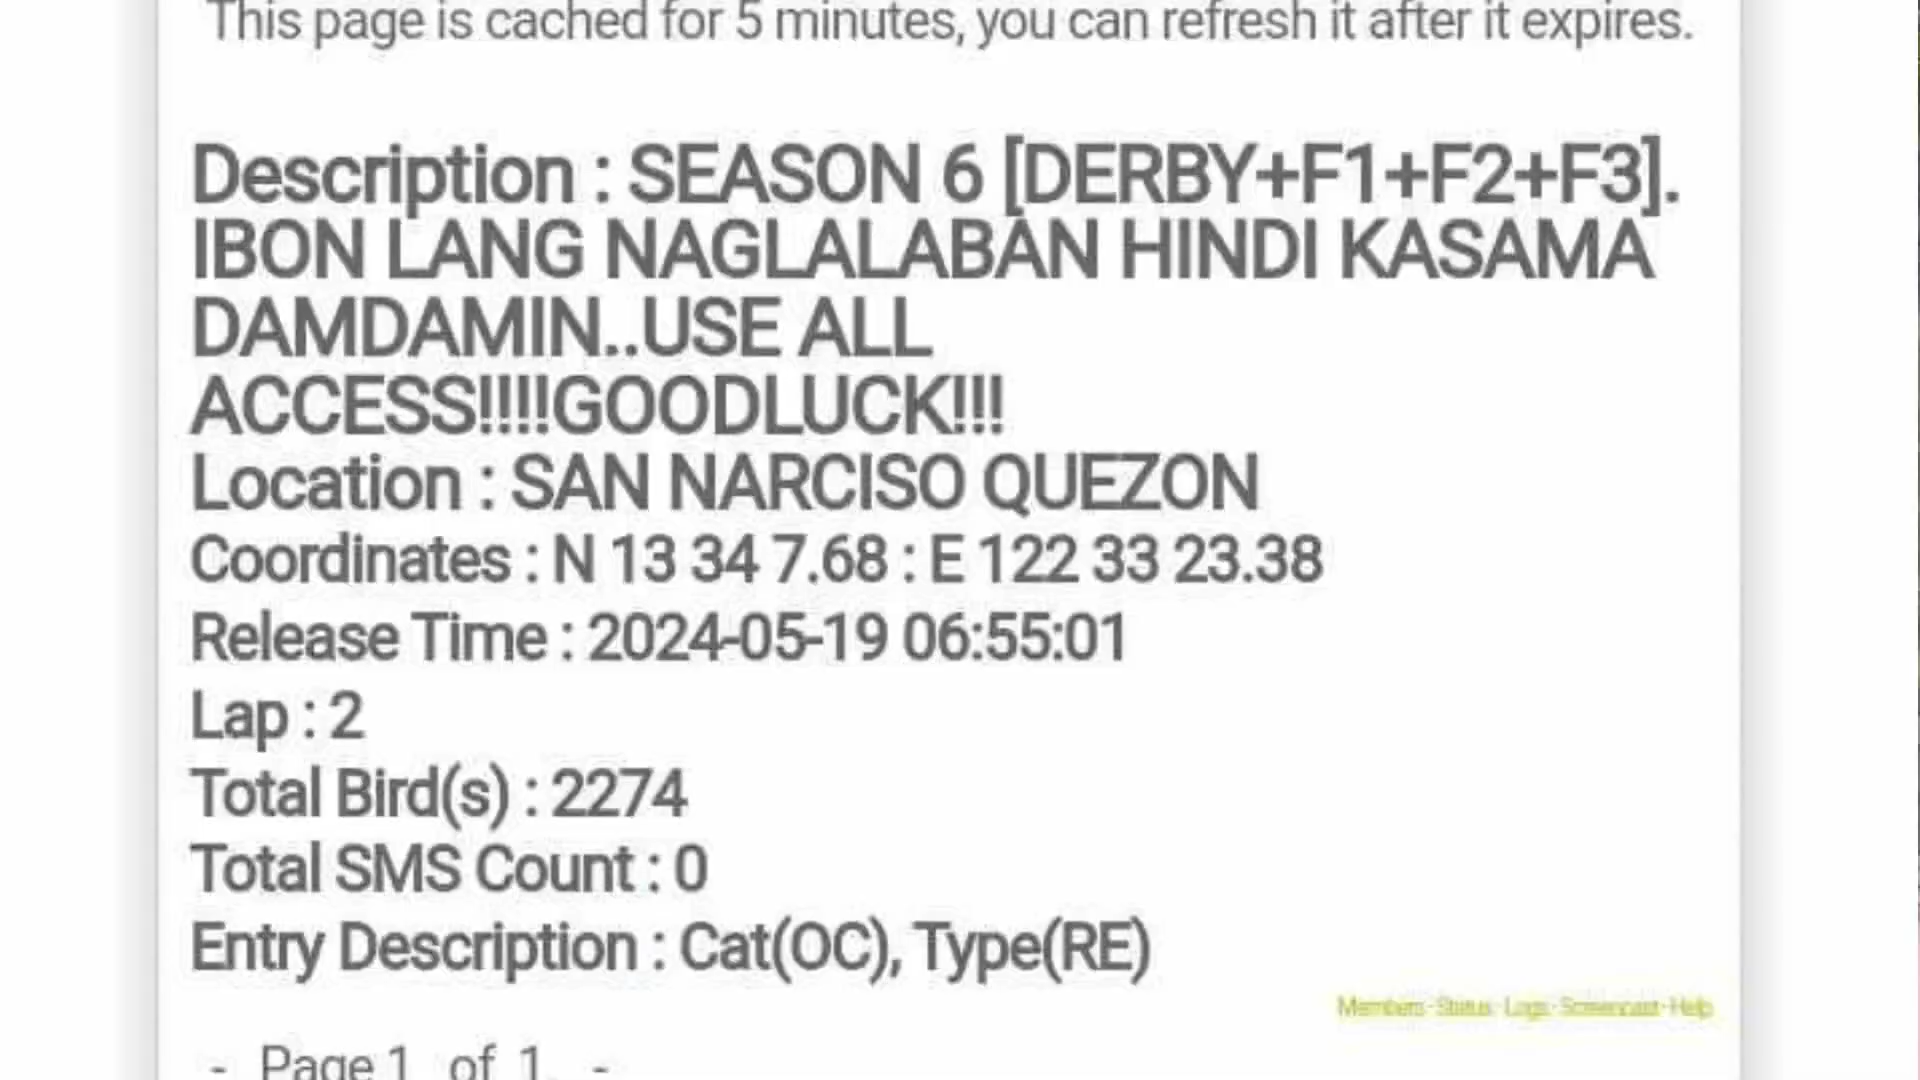 This page is cached for 5 minutes, you can refresh it after it expires.
Description : SEASON 6 [DERBY+F1+F2+F3].
IBON LANG NAGLALABAN HINDI KASAMA
DAMDAMIN..USE ALL
ACCESS!!!!!GOODLUCK!!!
Location : SAN NARCISO QUEZON
Coordinates : N 13 34 7.68 : E 122 33 23.38
Release Time : 2024-05-19 06:55:01
Lap : 2
Total Bird(s) : 2274
Total SMS Count : 0
Entry Description : Cat(OC), Type(RE)
Members · Status · Logs · Screencast · Help
- Page 1 of 1. -